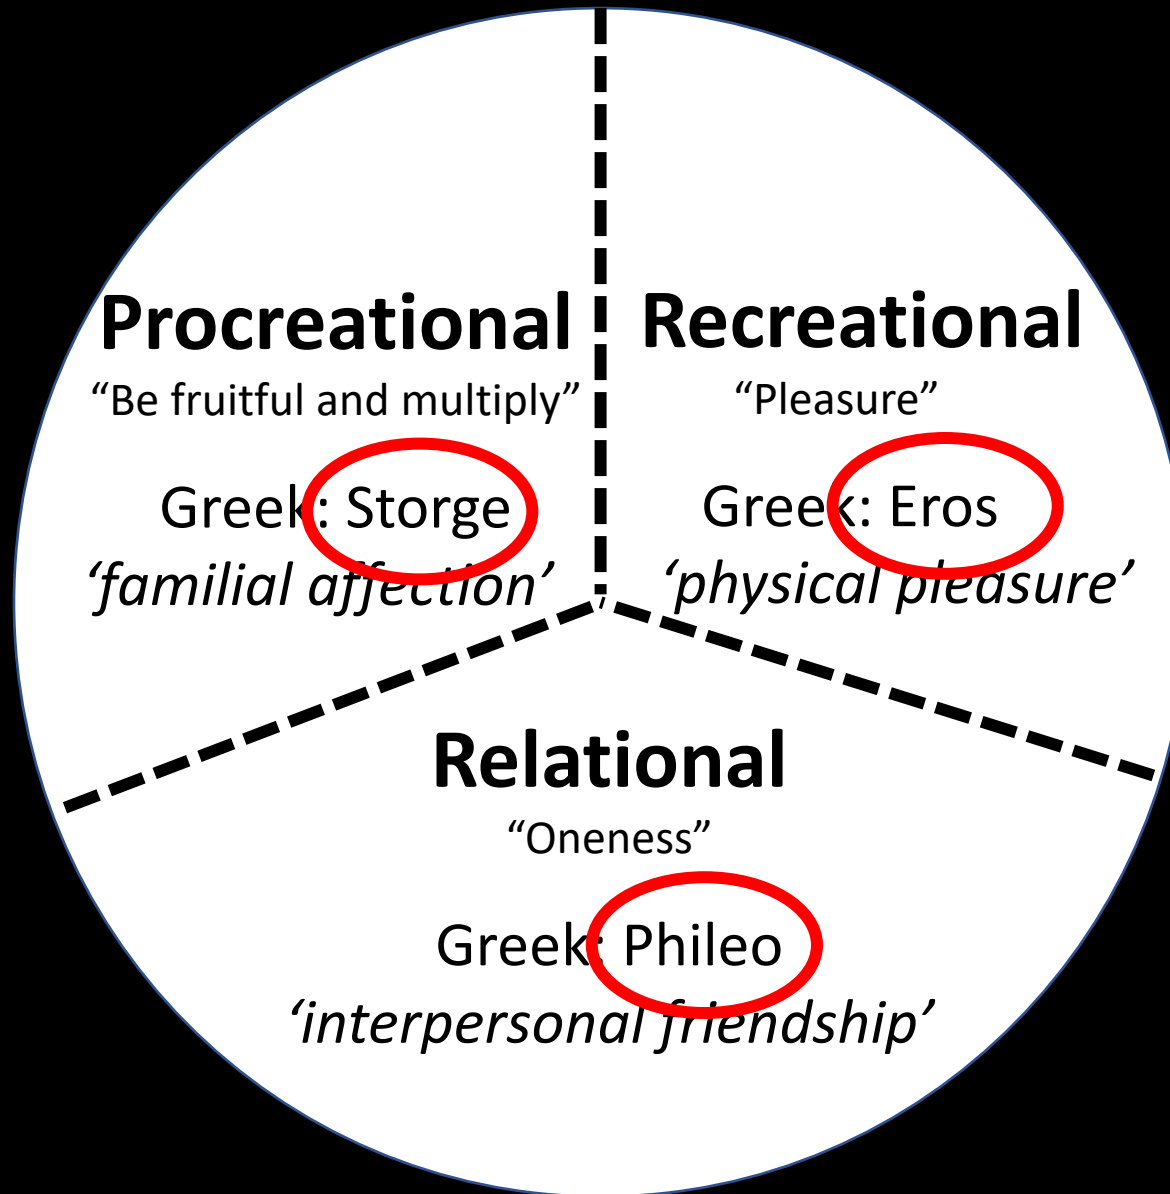 Procreational
“Be fruitful and multiply”
Greek: Storge
‘familial affection’
Recreational
“Pleasure”
Greek: Eros
‘physical pleasure’
Relational
“Oneness”
Greek: Phileo
‘interpersonal friendship’